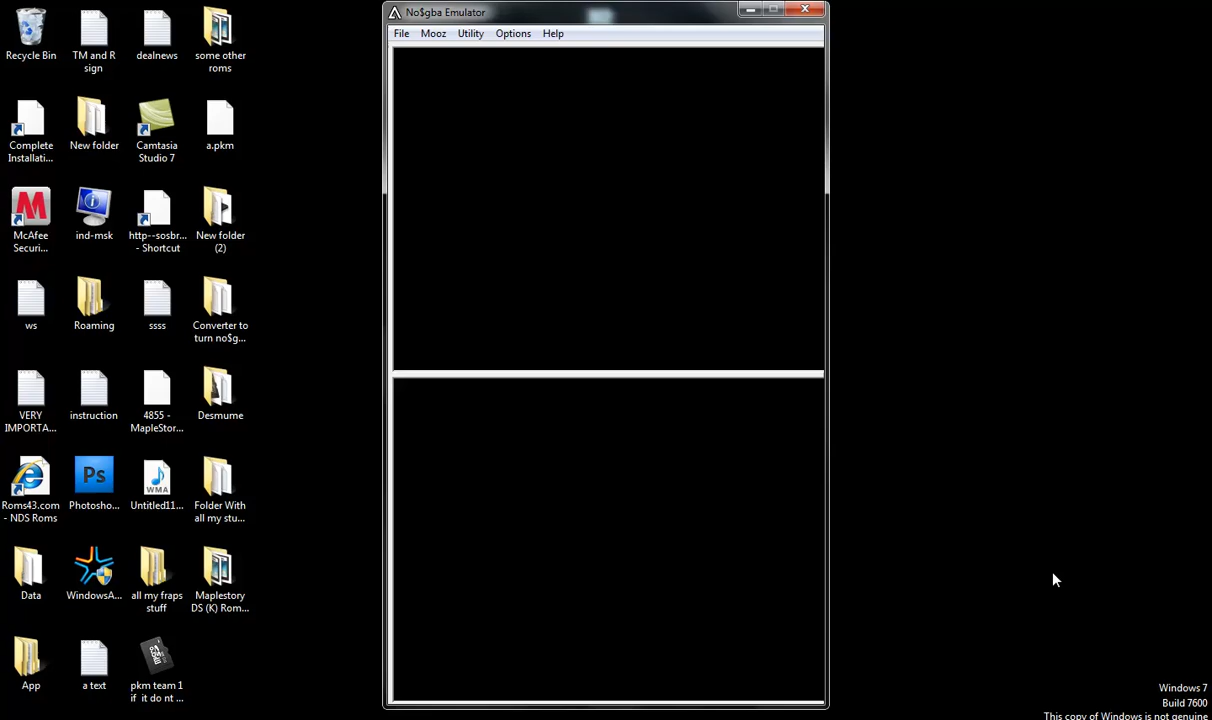 No$gba Emulator
File Mooz Utility Options Help
Recycle Bin
TM and R
sign
dealnews
some other
roms
Complete
Installati...
New folder
Camtasia
Studio 7
a.pkm
McAfee
Securi...
ind-msk
http--sosbr...
- Shortcut
New folder
(2)
ws
Roaming
ssss
Converter to
turn no$g...
VERY
IMPORTA...
instruction
4855 -
MapleStor...
Desmume
Roms43.com
- NDS Roms
Ps
Photosho...
WMA
Untitled11...
Folder With
all my stu...
Data
WindowsA...
all my fraps
stuff
Maplestory
DS (K) Rom...
App
a text
pkm team 1
if it do nt ...
Windows 7
Build 7600
This copy of Windows is not genuine